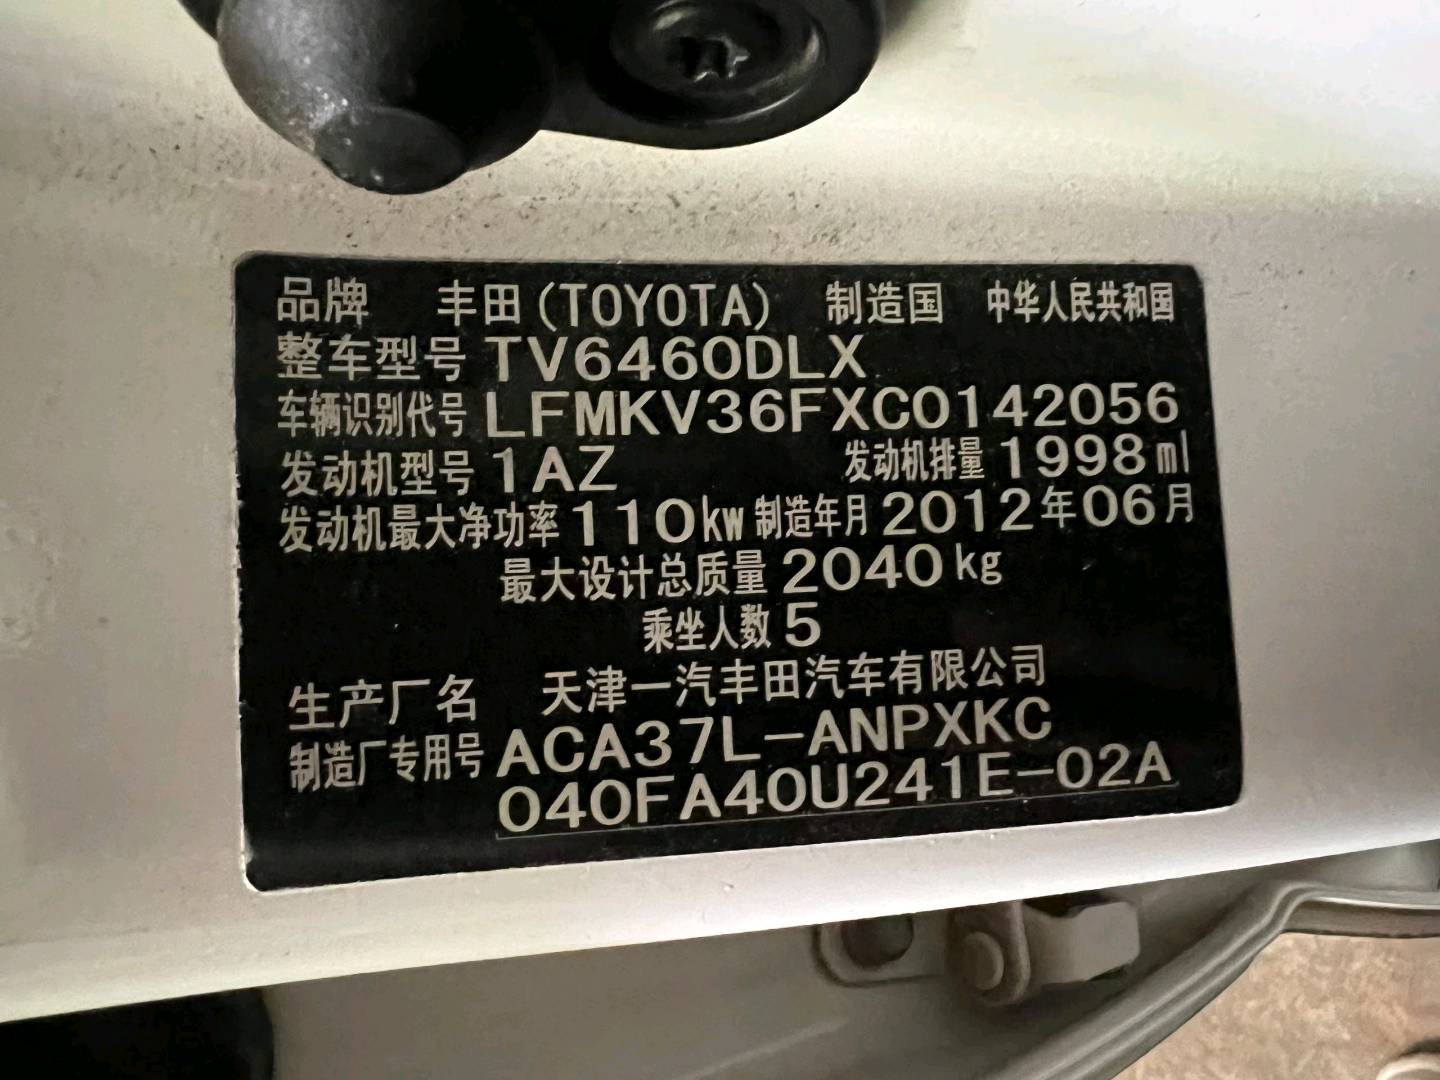 品牌 丰田(TOYOTA) 制造国 中华人民共和国
整车型号 TV6460DLX
车辆识别代号 LFMKV36FXC0142056
发动机型号 1AZ 发动机排量 1998ml
发动机最大净功率 110kw 制造年月 2012年06月
最大设计总质量 2040kg
乘坐人数 5
生产厂名 天津一汽丰田汽车有限公司
制造厂专用号 ACA37L-ANPXKC
040FA40U241E-02A